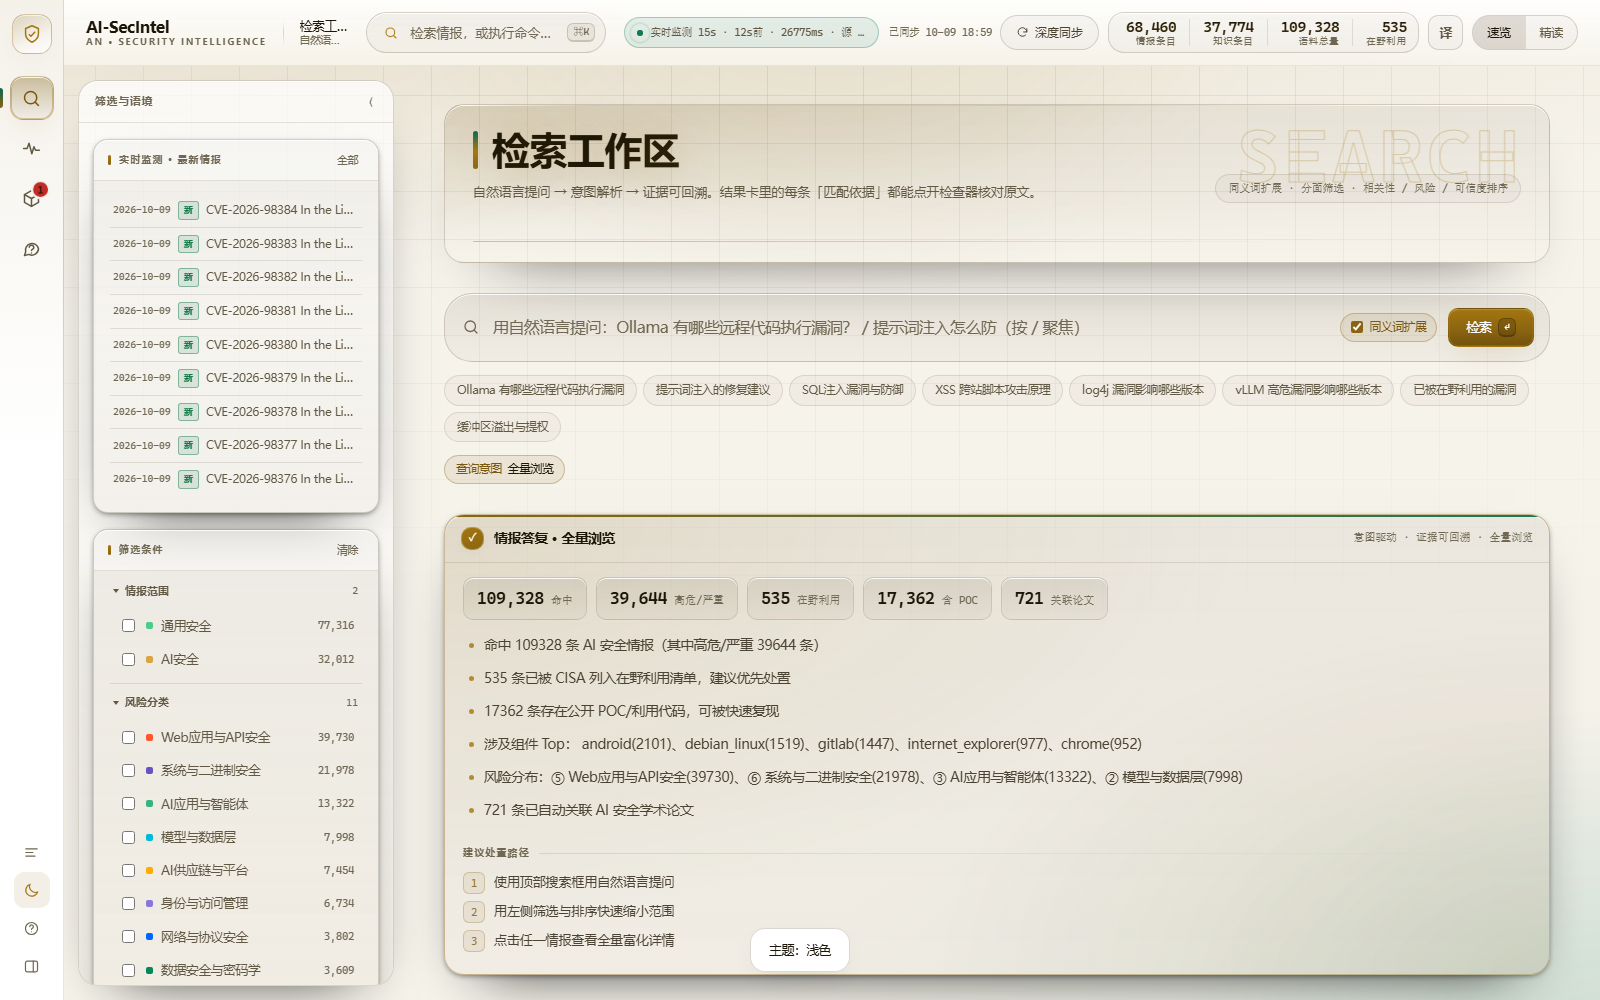 AI-SecIntel
AN • SECURITY INTELLIGENCE
检索工...
自然语...
检索情报，或执行命令... ⌘K
实时监测 15s · 12s前 · 26775ms · 源 …
已同步 10-09 18:59
深度同步
68,460 情报条目
37,774 知识条目
109,328 语料总量
535 在野利用
译
速览 精读
1
筛选与语境
实时监测 • 最新情报 全部
2026-10-09 新 CVE-2026-98384 In the Li...
2026-10-09 新 CVE-2026-98383 In the Li...
2026-10-09 新 CVE-2026-98382 In the Li...
2026-10-09 新 CVE-2026-98381 In the Li...
2026-10-09 新 CVE-2026-98380 In the Li...
2026-10-09 新 CVE-2026-98379 In the Li...
2026-10-09 新 CVE-2026-98378 In the Li...
2026-10-09 新 CVE-2026-98377 In the Li...
2026-10-09 新 CVE-2026-98376 In the Li...
筛选条件 清除
情报范围 2
通用安全 77,316
AI安全 32,012
风险分类 11
Web应用与API安全 39,730
系统与二进制安全 21,978
AI应用与智能体 13,322
模型与数据层 7,998
AI供应链与平台 7,454
身份与访问管理 6,734
网络与协议安全 3,802
数据安全与密码学 3,609
检索工作区
SEARCH
自然语言提问 → 意图解析 → 证据可回溯。结果卡里的每条「匹配依据」都能点开检查器核对原文。
同义词扩展 · 分面筛选 · 相关性 / 风险 / 可信度排序
用自然语言提问：Ollama 有哪些远程代码执行漏洞？ / 提示词注入怎么防（按 / 聚焦）
同义词扩展
检索
Ollama 有哪些远程代码执行漏洞
提示词注入的修复建议
SQL注入漏洞与防御
XSS 跨站脚本攻击原理
log4j 漏洞影响哪些版本
vLLM 高危漏洞影响哪些版本
已被在野利用的漏洞
缓冲区溢出与提权
查询意图 全量浏览
情报答复 • 全量浏览
意图驱动 · 证据可回溯 · 全量浏览
109,328 命中
39,644 高危/严重
535 在野利用
17,362 含 POC
721 关联论文
命中 109328 条 AI 安全情报（其中高危/严重 39644 条）
535 条已被 CISA 列入在野利用清单，建议优先处置
17362 条存在公开 POC/利用代码，可被快速复现
涉及组件 Top： android(2101)、debian_linux(1519)、gitlab(1447)、internet_explorer(977)、chrome(952)
风险分布：⑤ Web应用与API安全(39730)、⑥ 系统与二进制安全(21978)、③ AI应用与智能体(13322)、② 模型与数据层(7998)
721 条已自动关联 AI 安全学术论文
建议处置路径
1 使用顶部搜索框用自然语言提问
2 用左侧筛选与排序快速缩小范围
3 点击任一情报查看全量富化详情
主题：浅色